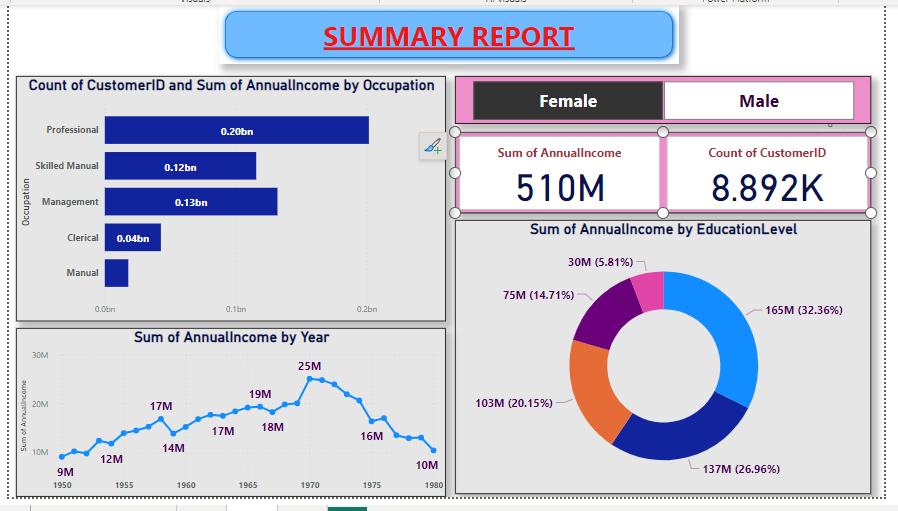 SUMMARY REPORT
Count of CustomerID and Sum of AnnualIncome by Occupation
Occupation
Professional
0.20bn
Skilled Manual
0.12bn
Management
0.13bn
Clerical
0.04bn
Manual
0.0bn 0.1bn 0.2bn
Female Male
Sum of AnnualIncome
510M
Count of CustomerID
8.892K
Sum of AnnualIncome by EducationLevel
30M (5.81%)
75M (14.71%)
165M (32.36%)
103M (20.15%)
137M (26.96%)
Sum of AnnualIncome by Year
Sum of AnnualIncome
30M
20M
10M
9M
12M
17M
14M
17M
19M
18M
25M
16M
10M
1950 1955 1960 1965 1970 1975 1980